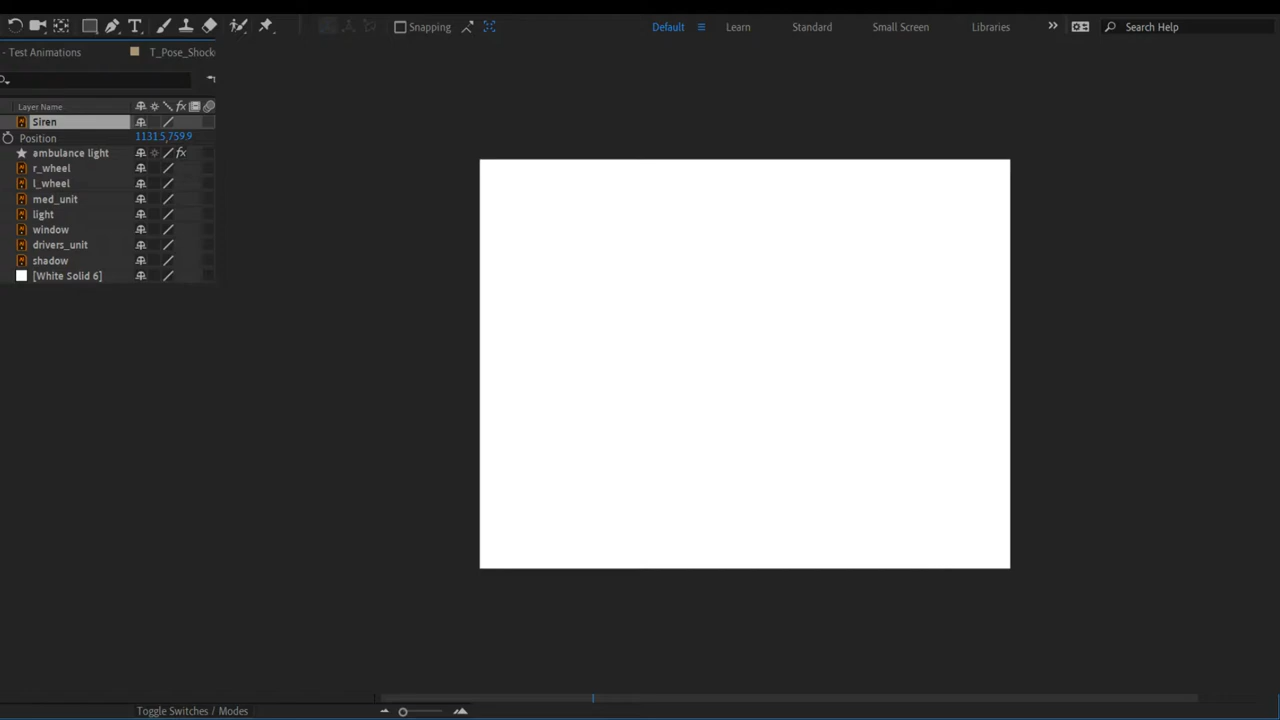 Snapping
Default
Learn
Standard
Small Screen
Libraries
Search Help
- Test Animations
T_Pose_Shock
Layer Name
Siren
Position
1131.5,759.9
ambulance light
r_wheel
l_wheel
med_unit
light
window
drivers_unit
shadow
[White Solid 6]
Toggle Switches / Modes